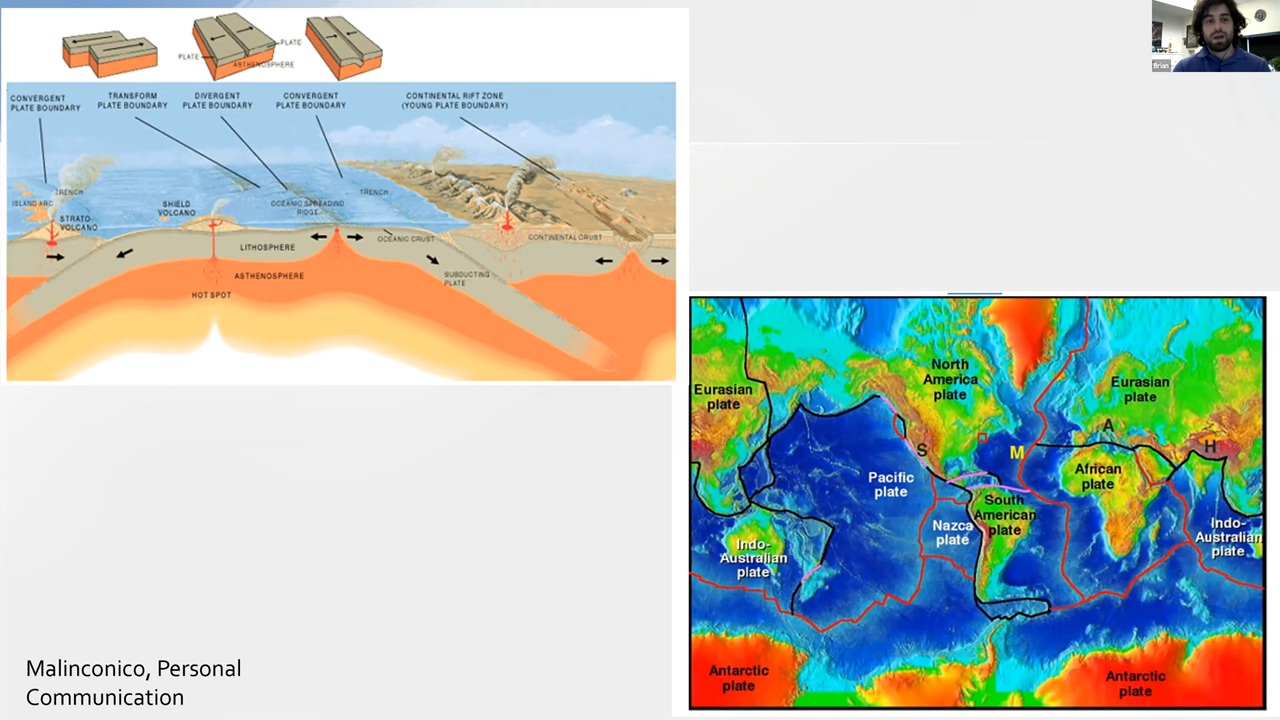 PLATE
PLATE
ASTHENOSPHERE
CONVERGENT
PLATE BOUNDARY
TRANSFORM
PLATE BOUNDARY
DIVERGENT
PLATE BOUNDARY
CONVERGENT
PLATE BOUNDARY
CONTINENTAL RIFT ZONE
(YOUNG PLATE BOUNDARY)
TRENCH
ISLAND ARC
STRATO-
VOLCANO
SHIELD
VOLCANO
OCEANIC SPREADING
RIDGE
TRENCH
OCEANIC CRUST
CONTINENTAL CRUST
LITHOSPHERE
ASTHENOSPHERE
SUBDUCTING
PLATE
HOT SPOT
Brian
North
America
plate
Eurasian
plate
Eurasian
plate
A
H
S
M
Pacific
plate
African
plate
South
American
plate
Nazca
plate
Indo-
Australian
plate
Indo-
Australian
plate
Antarctic
plate
Antarctic
plate
Malinconico, Personal
Communication